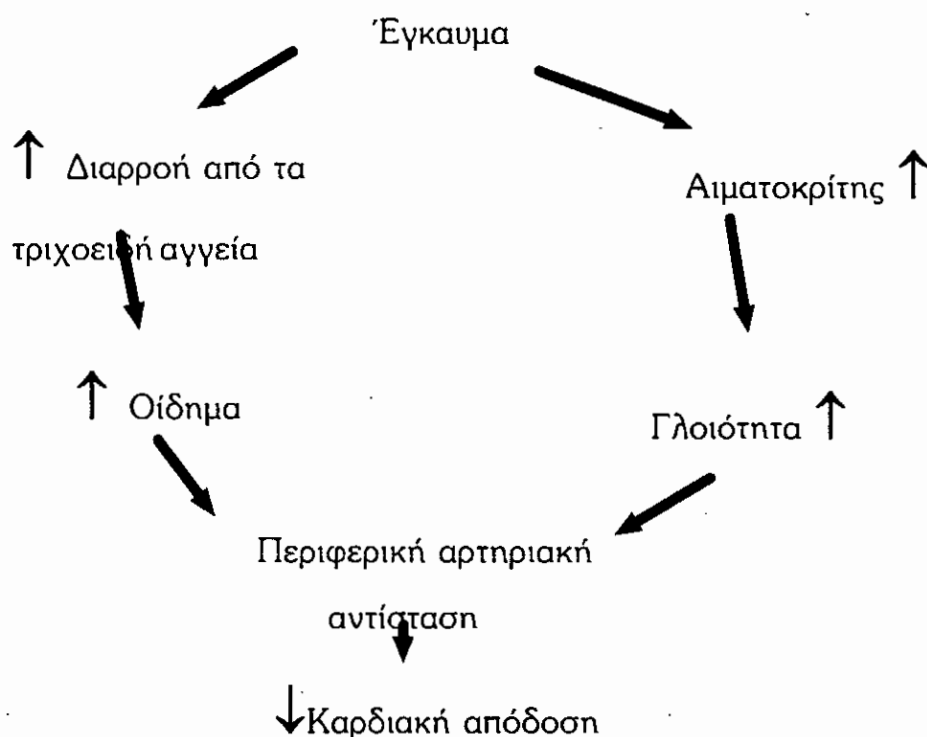 Έγκαυμα
↑ Διαρροή από τα
τριχοειδή αγγεία
Αιματοκρίτης ↑
↑ Οίδημα
Γλοιότητα ↑
Περιφερική αρτηριακή
αντίσταση
↓Καρδιακή απόδοση